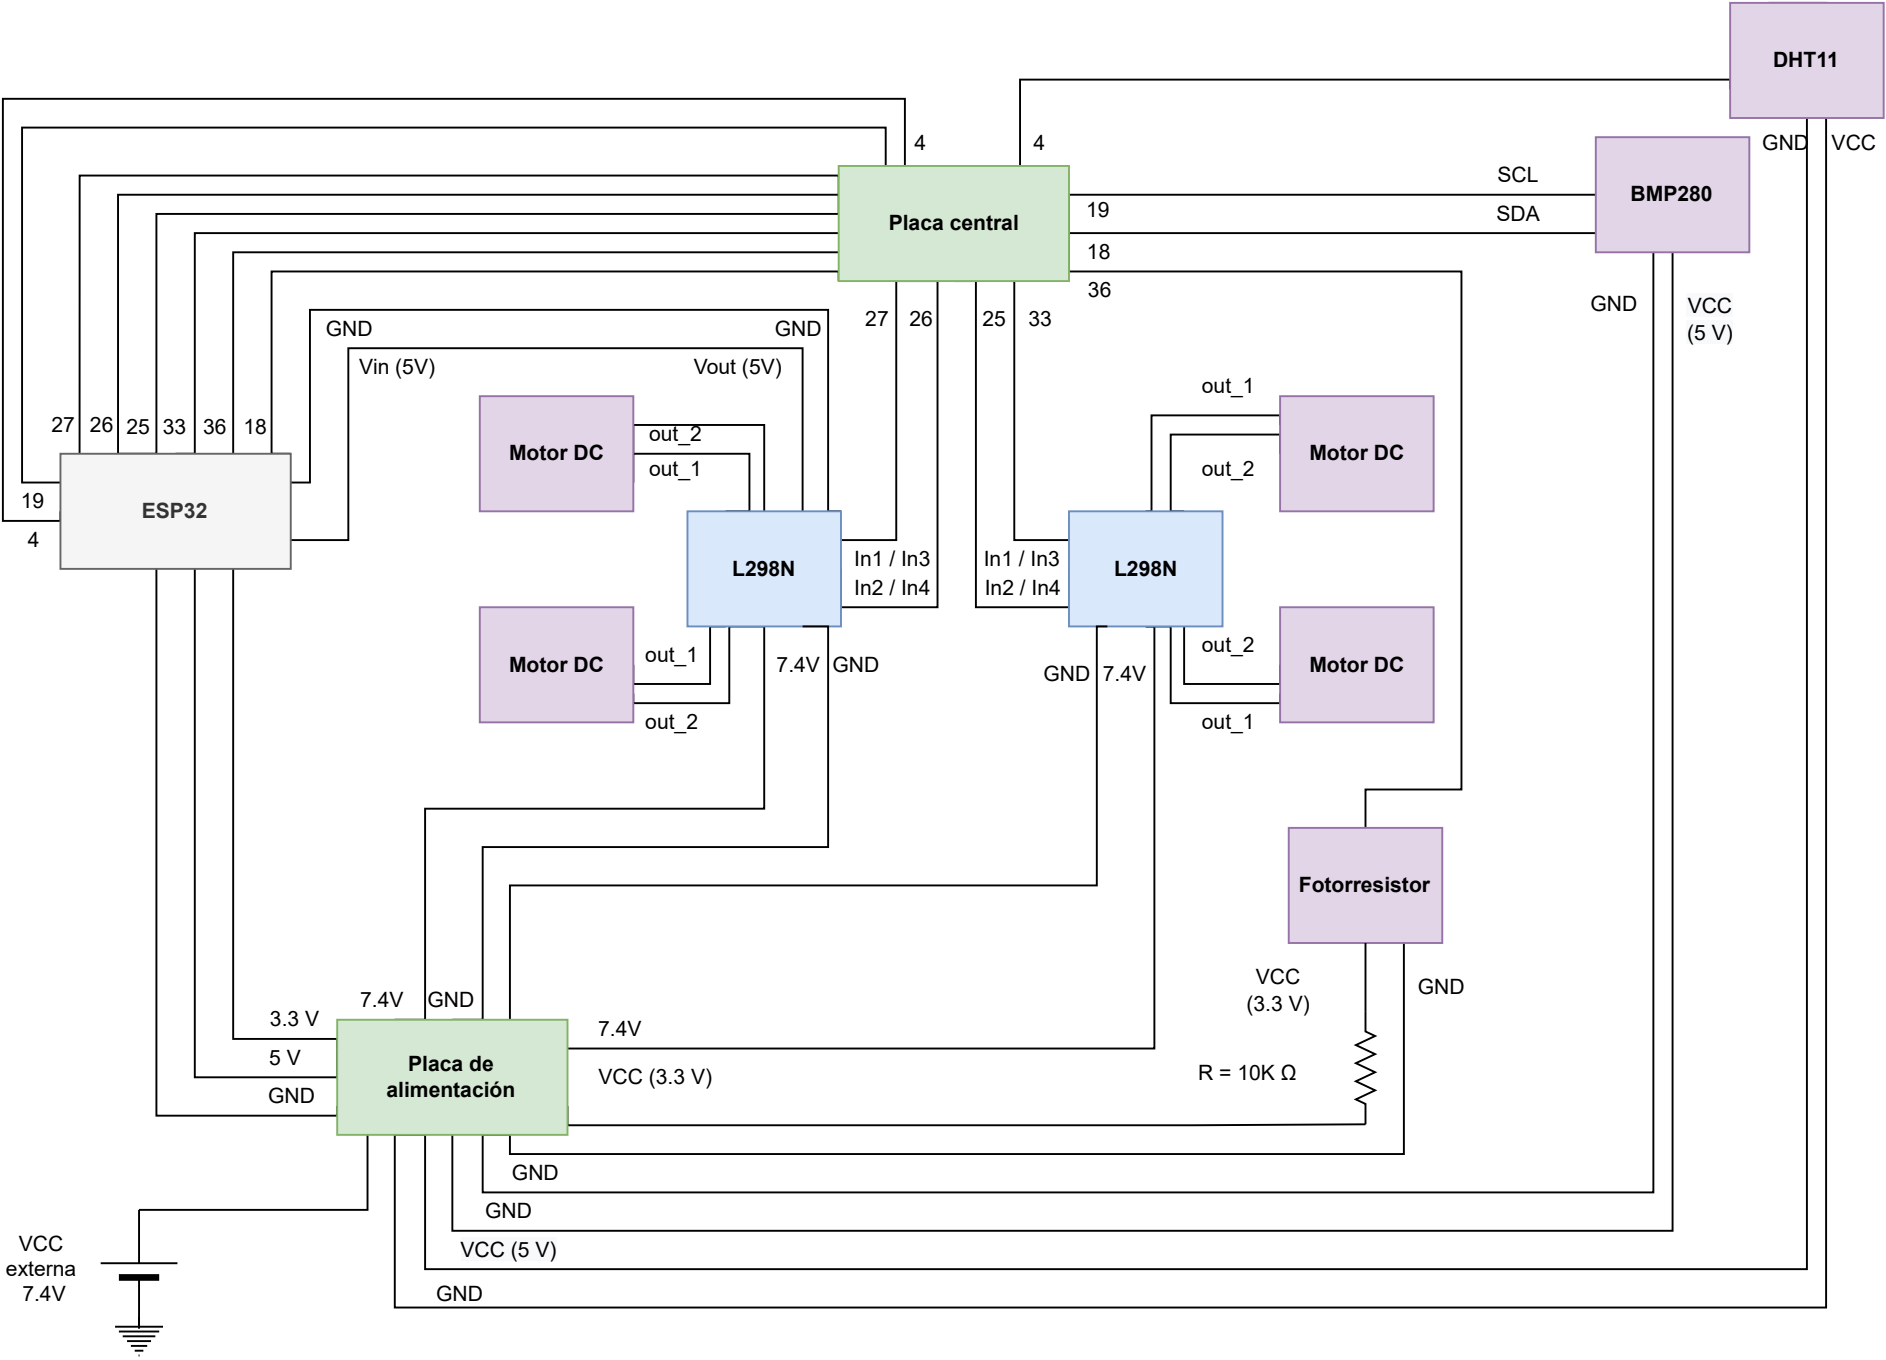 DHT11
GND
VCC
4
4
SCL
BMP280
Placa central
19
SDA
18
36
GND
VCC
(5 V)
27
26
25
33
GND
GND
Vin (5V)
Vout (5V)
out_1
27
26
25
33
36
18
Motor DC
out_2
out_1
Motor DC
out_2
19
ESP32
4
L298N
In1 / In3
In2 / In4
In1 / In3
In2 / In4
L298N
Motor DC
out_1
out_2
7.4V
GND
GND
7.4V
out_2
out_1
Motor DC
Fotorresistor
VCC
(3.3 V)
GND
7.4V
GND
3.3 V
5 V
GND
Placa de
alimentación
7.4V
VCC (3.3 V)
R = 10K Ω
GND
GND
VCC (5 V)
GND
VCC
externa
7.4V